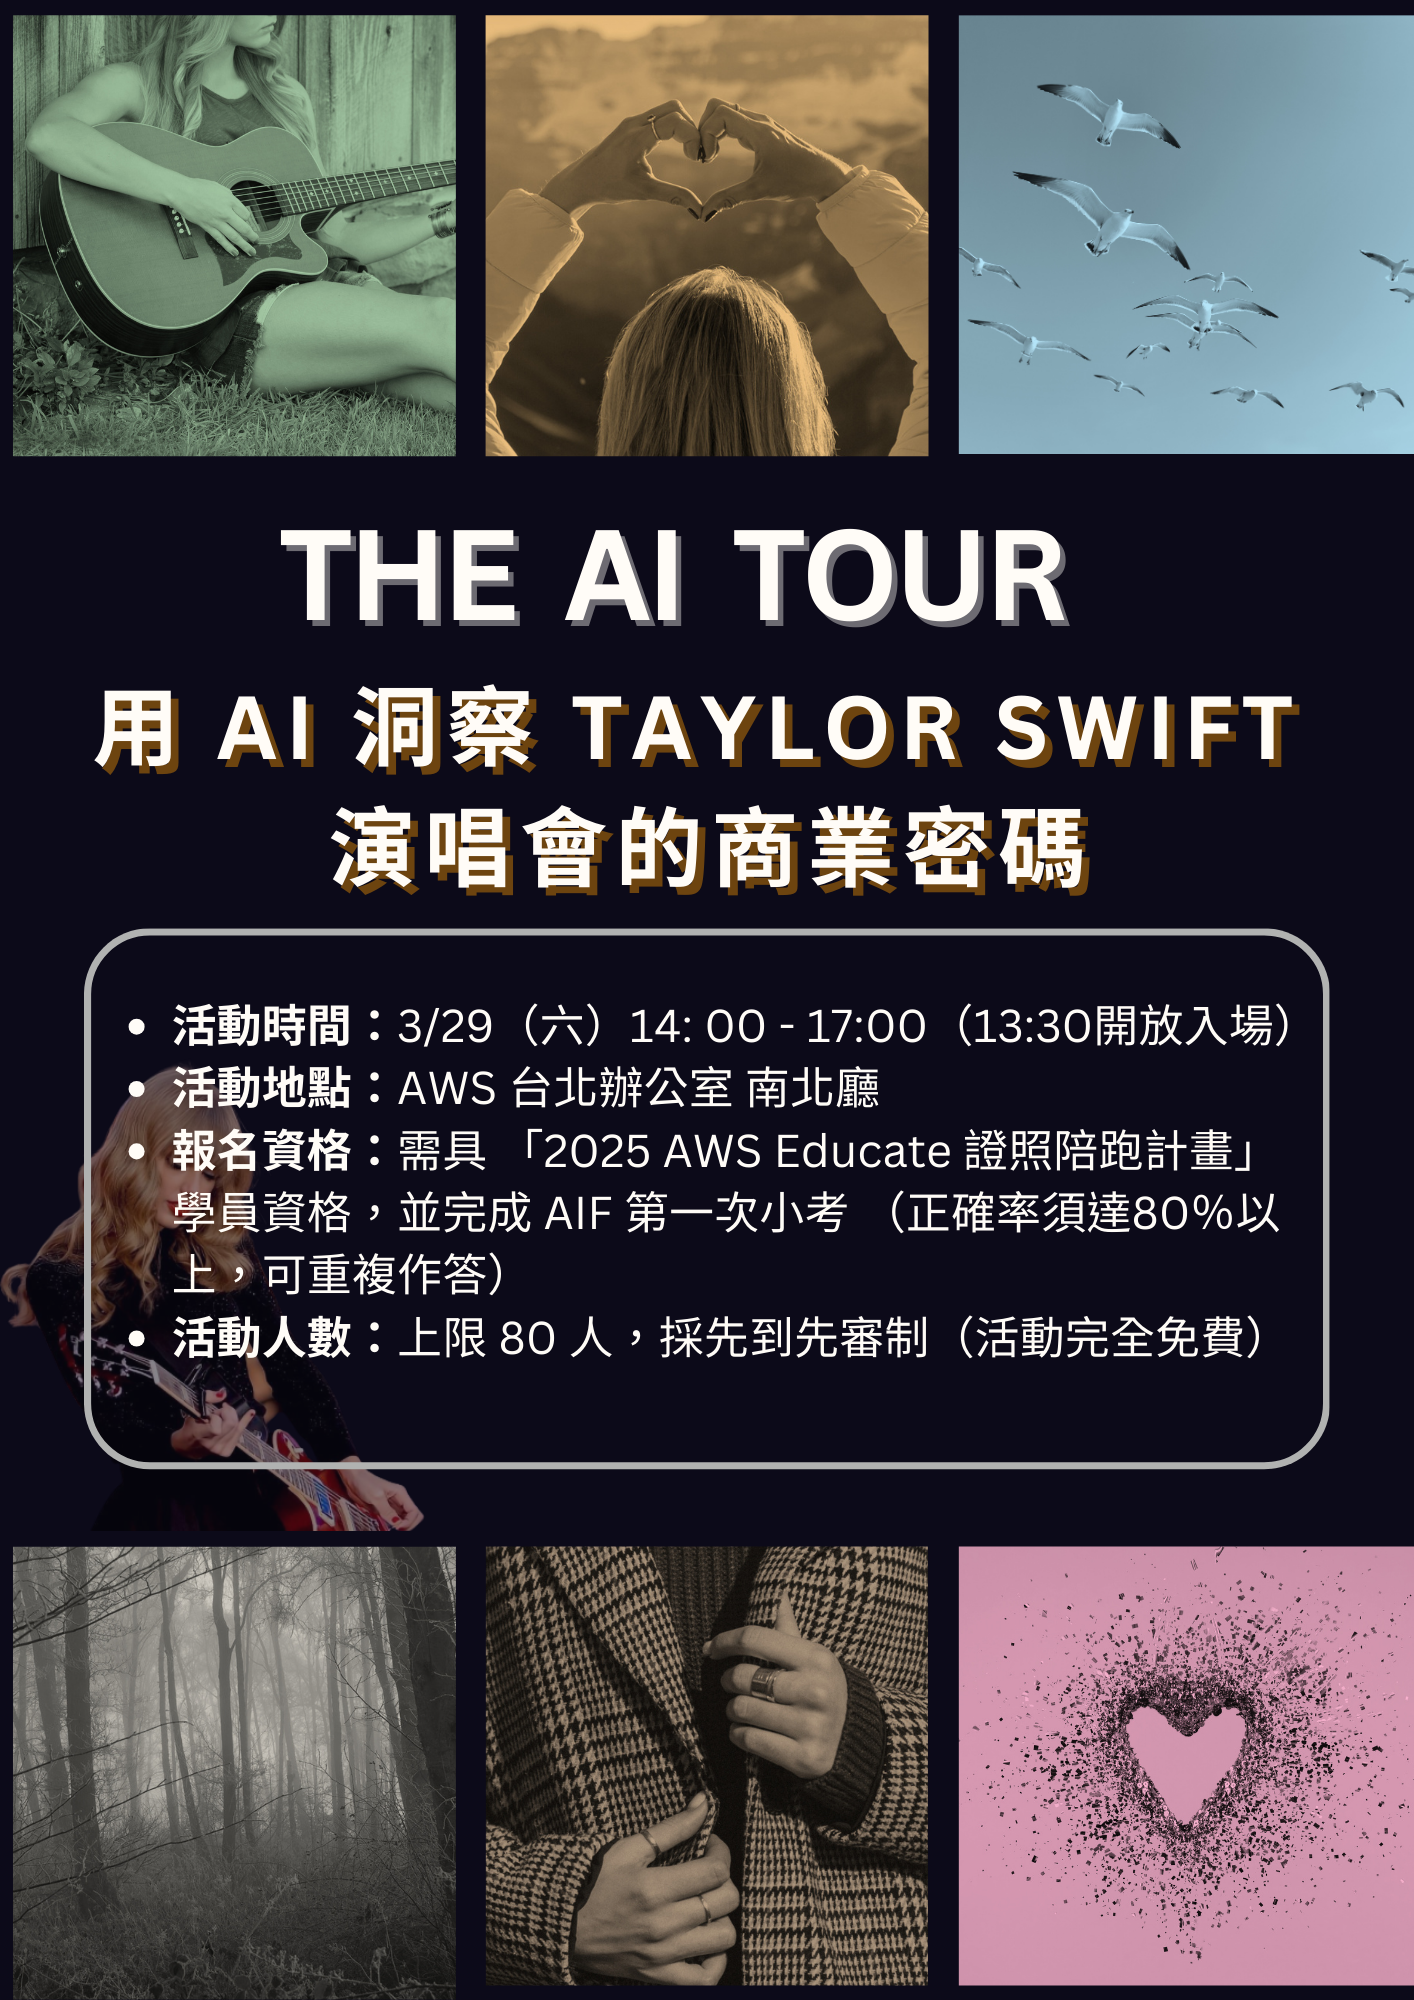 THE AI TOUR
用 AI 洞察 TAYLOR SWIFT
演唱會的商業密碼
• 活動時間：3/29（六）14: 00 - 17:00（13:30開放入場）
• 活動地點：AWS 台北辦公室 南北廳
• 報名資格：需具 「2025 AWS Educate 證照陪跑計畫」
學員資格，並完成 AIF 第一次小考 （正確率須達80%以
上，可重複作答）
• 活動人數：上限 80 人，採先到先審制（活動完全免費）